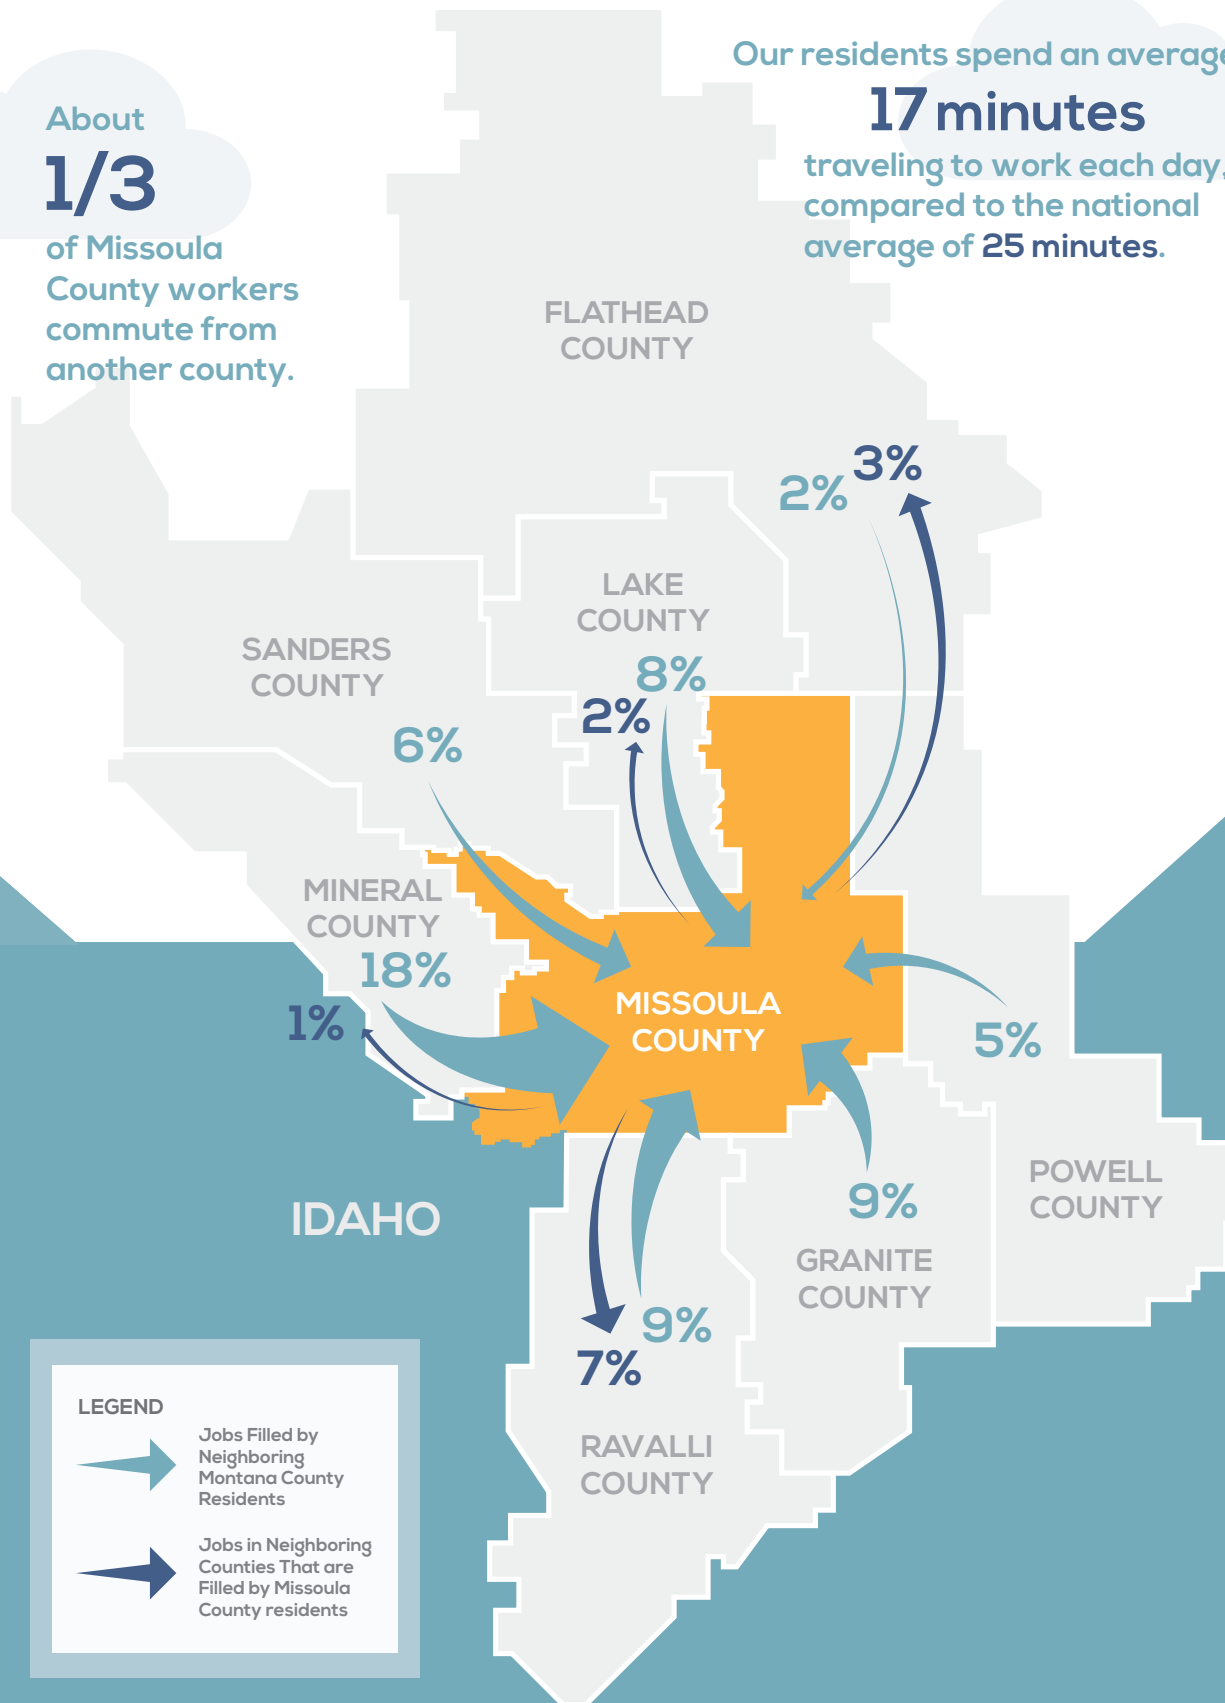 About
1/3
of Missoula
County workers
commute from
another county.
Our residents spend an average
17 minutes
traveling to work each day,
compared to the national
average of 25 minutes.
FLATHEAD
COUNTY
2%
3%
LAKE
COUNTY
8%
2%
SANDERS
COUNTY
6%
MINERAL
COUNTY
18%
1%
MISSOULA
COUNTY
5%
POWELL
COUNTY
9%
GRANITE
COUNTY
IDAHO
9%
7%
RAVALLI
COUNTY
LEGEND
Jobs Filled by
Neighboring
Montana County
Residents
Jobs in Neighboring
Counties That are
Filled by Missoula
County residents